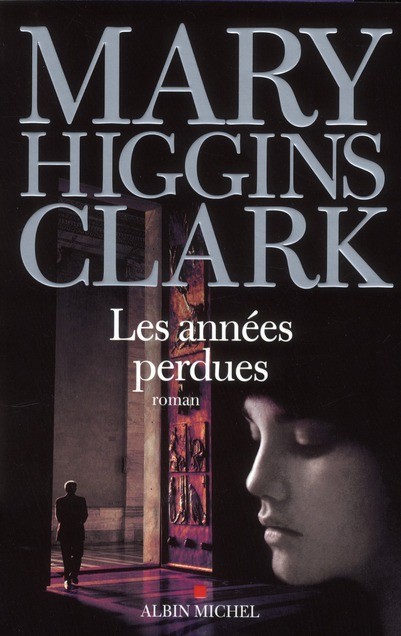 MARY
HIGGINS
CLARK
Les années
perdues
roman
ALBIN MICHEL